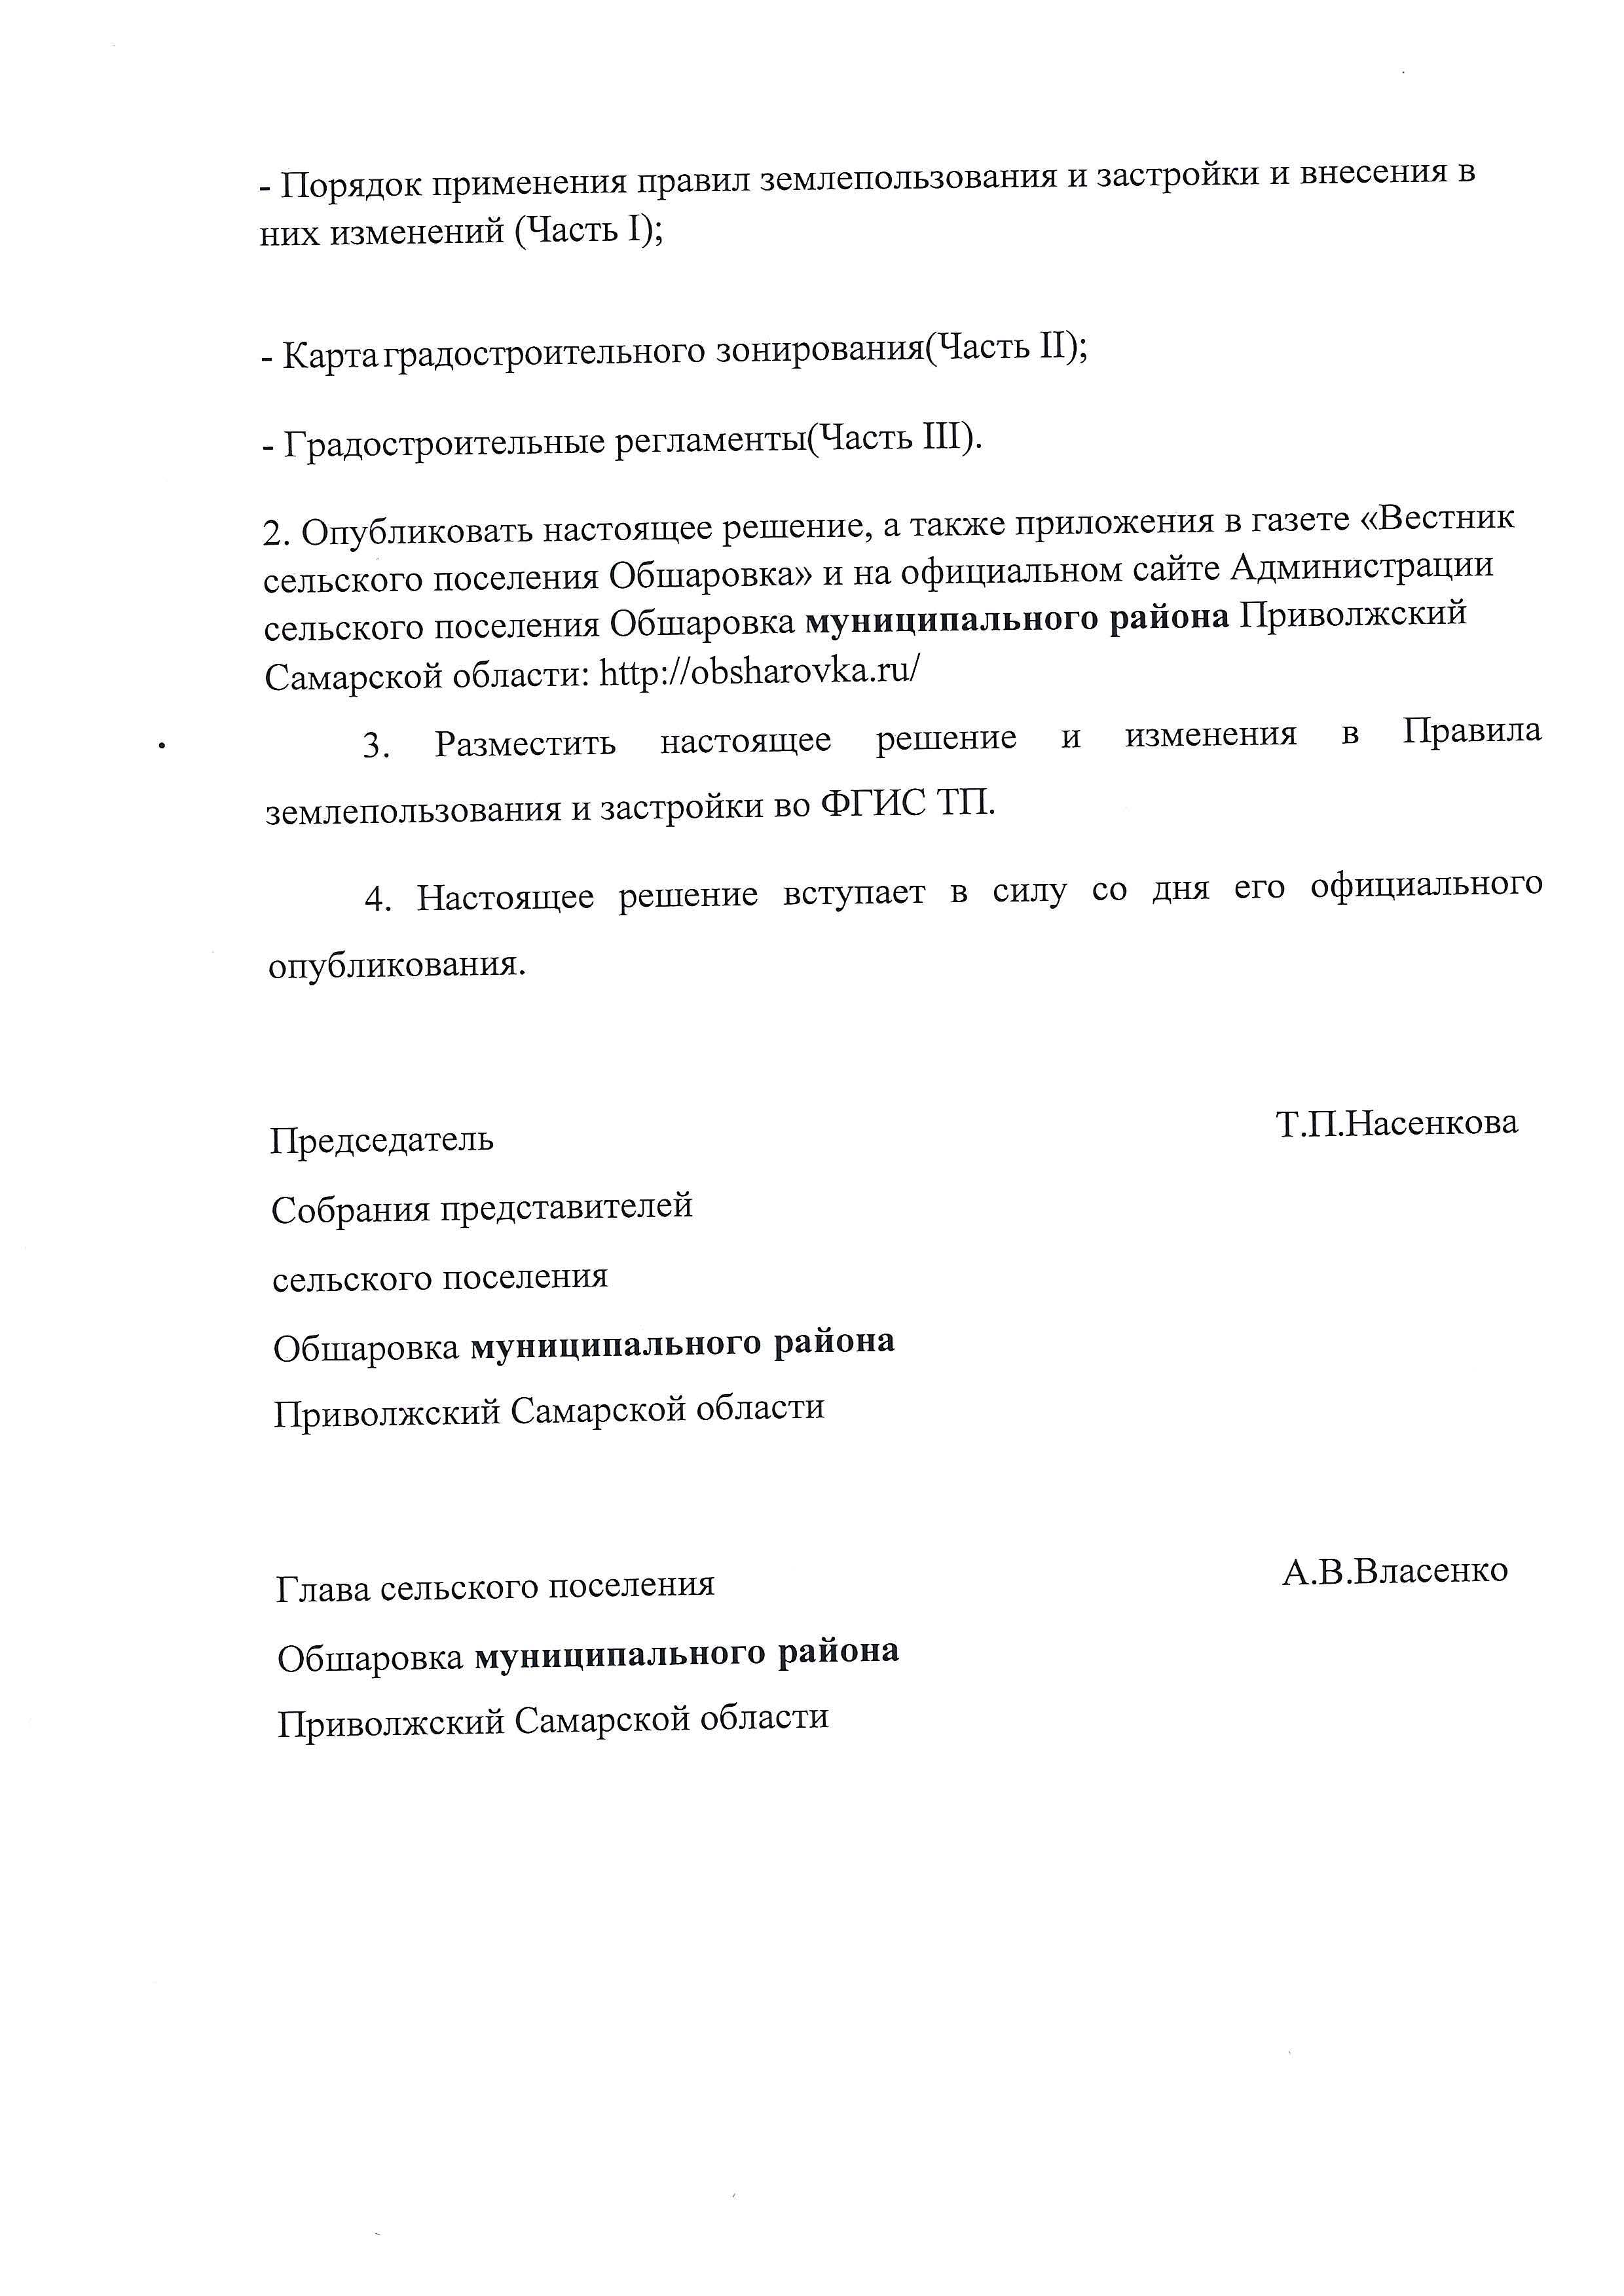 - Порядок применения правил землепользования и застройки и внесения в
них изменений (Часть I);
- Карта градостроительного зонирования(Часть II);
- Градостроительные регламенты(Часть III).
2. Опубликовать настоящее решение, а также приложения в газете «Вестник
сельского поселения Обшаровка» и на официальном сайте Администрации
сельского поселения Обшаровка муниципального района Приволжский
Самарской области: http://obsharovka.ru/
3. Разместить настоящее решение и изменения в Правила
землепользования и застройки во ФГИС ТП.
4. Настоящее решение вступает в силу со дня его официального
опубликования.
Председатель Т.П.Насенкова
Собрания представителей
сельского поселения
Обшаровка муниципального района
Приволжский Самарской области
Глава сельского поселения А.В.Власенко
Обшаровка муниципального района
Приволжский Самарской области